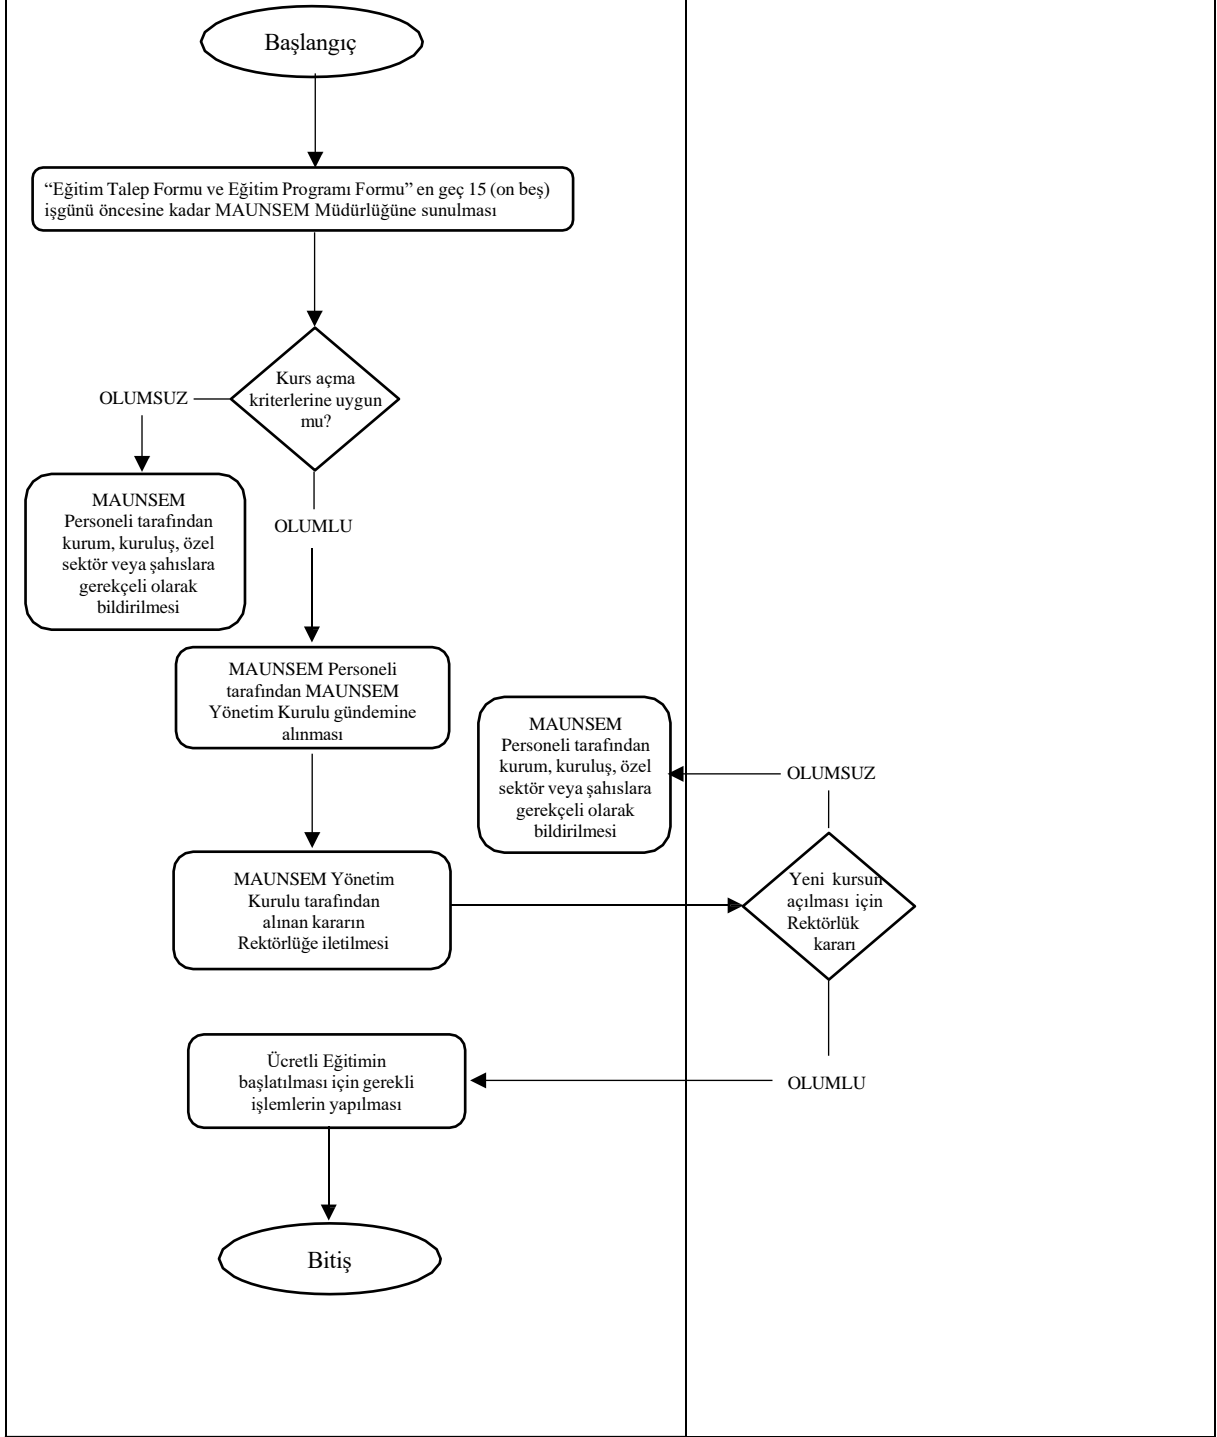 Başlangıç
“Eğitim Talep Formu ve Eğitim Programı Formu” en geç 15 (on beş)
işgünü öncesine kadar MAUNSEM Müdürlüğüne sunulması
Kurs açma
kriterlerine uygun
mu?
OLUMSUZ
MAUNSEM
Personeli tarafından
kurum, kuruluş, özel
sektör veya şahıslara
gerekçeli olarak
bildirilmesi
OLUMLU
MAUNSEM Personeli
tarafından MAUNSEM
Yönetim Kurulu gündemine
alınması
MAUNSEM
Personeli tarafından
kurum, kuruluş, özel
sektör veya şahıslara
gerekçeli olarak
bildirilmesi
OLUMSUZ
MAUNSEM Yönetim
Kurulu tarafından
alınan kararın
Rektörlüğe iletilmesi
Yeni kursun
açılması için
Rektörlük
kararı
Ücretli Eğitimin
başlatılması için gerekli
işlemlerin yapılması
OLUMLU
Bitiş